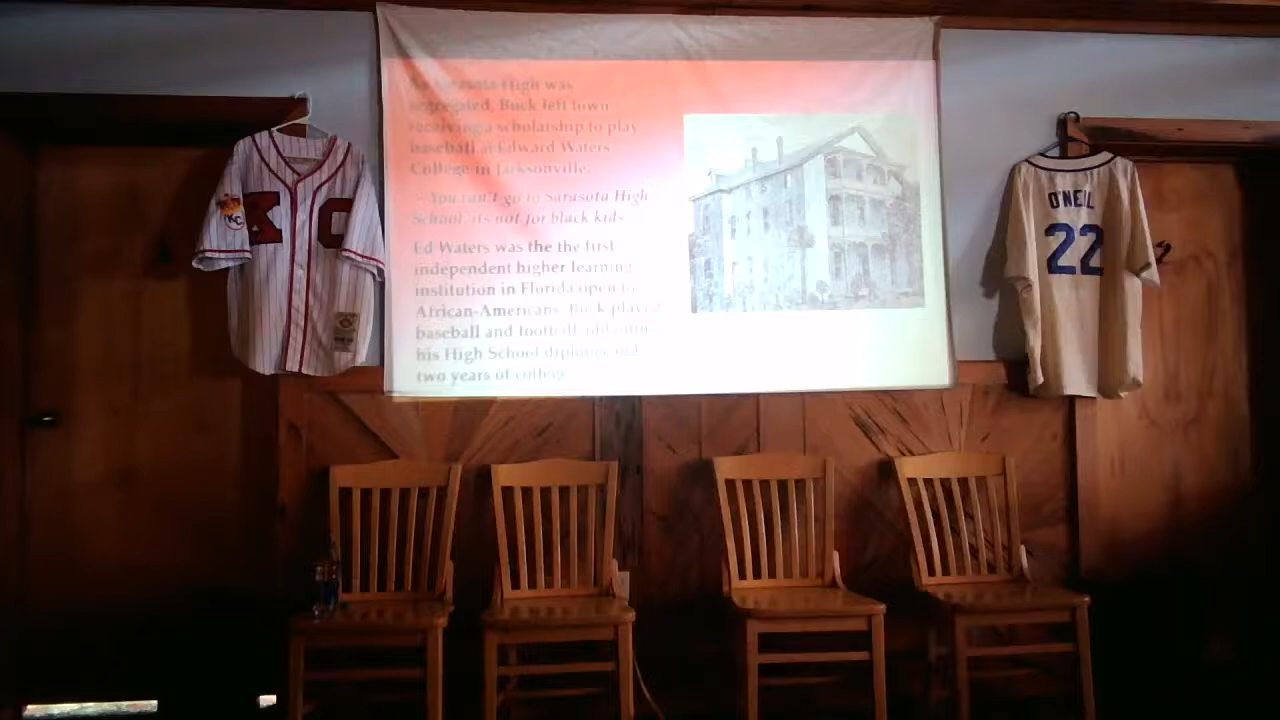 As Sarasota High was
segregated, Buck left town
receiving a scholarship to play
baseball at Edward Waters
College in Jacksonville.
"You can't go to Sarasota High
School, its not for black kids
Ed Waters was the the first
independent higher learning
institution in Florida open to
African-Americans. Buck played
baseball and football
his High School diploma and
two years of college
K C
KC
O'NEIL
22